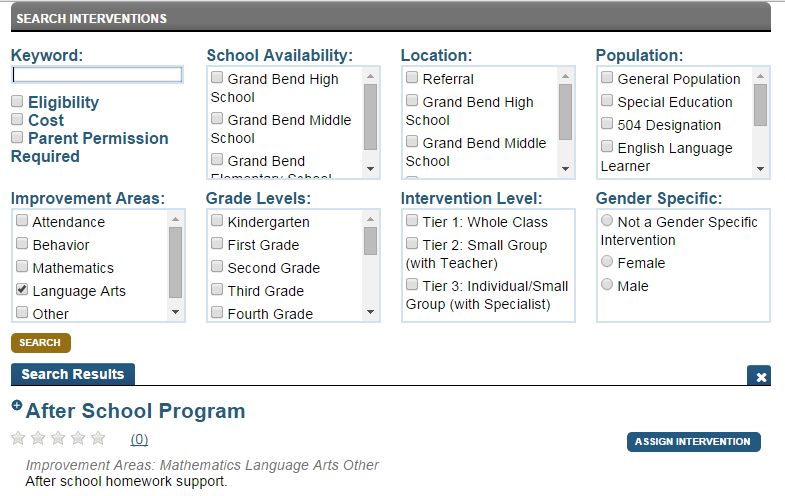 SEARCH INTERVENTIONS
Keyword:
Eligibility
Cost
Parent Permission
Required
School Availability:
Grand Bend High
School
Grand Bend Middle
School
Grand Bend
Elementary School
Location:
Referral
Grand Bend High
School
Grand Bend Middle
School
Population:
General Population
Special Education
504 Designation
English Language
Learner
Improvement Areas:
Attendance
Behavior
Mathematics
Language Arts
Other
Grade Levels:
Kindergarten
First Grade
Second Grade
Third Grade
Fourth Grade
Intervention Level:
Tier 1: Whole Class
Tier 2: Small Group
(with Teacher)
Tier 3: Individual/Small
Group (with Specialist)
Gender Specific:
Not a Gender Specific
Intervention
Female
Male
SEARCH
Search Results
After School Program
(0)
ASSIGN INTERVENTION
Improvement Areas: Mathematics Language Arts Other
After school homework support.